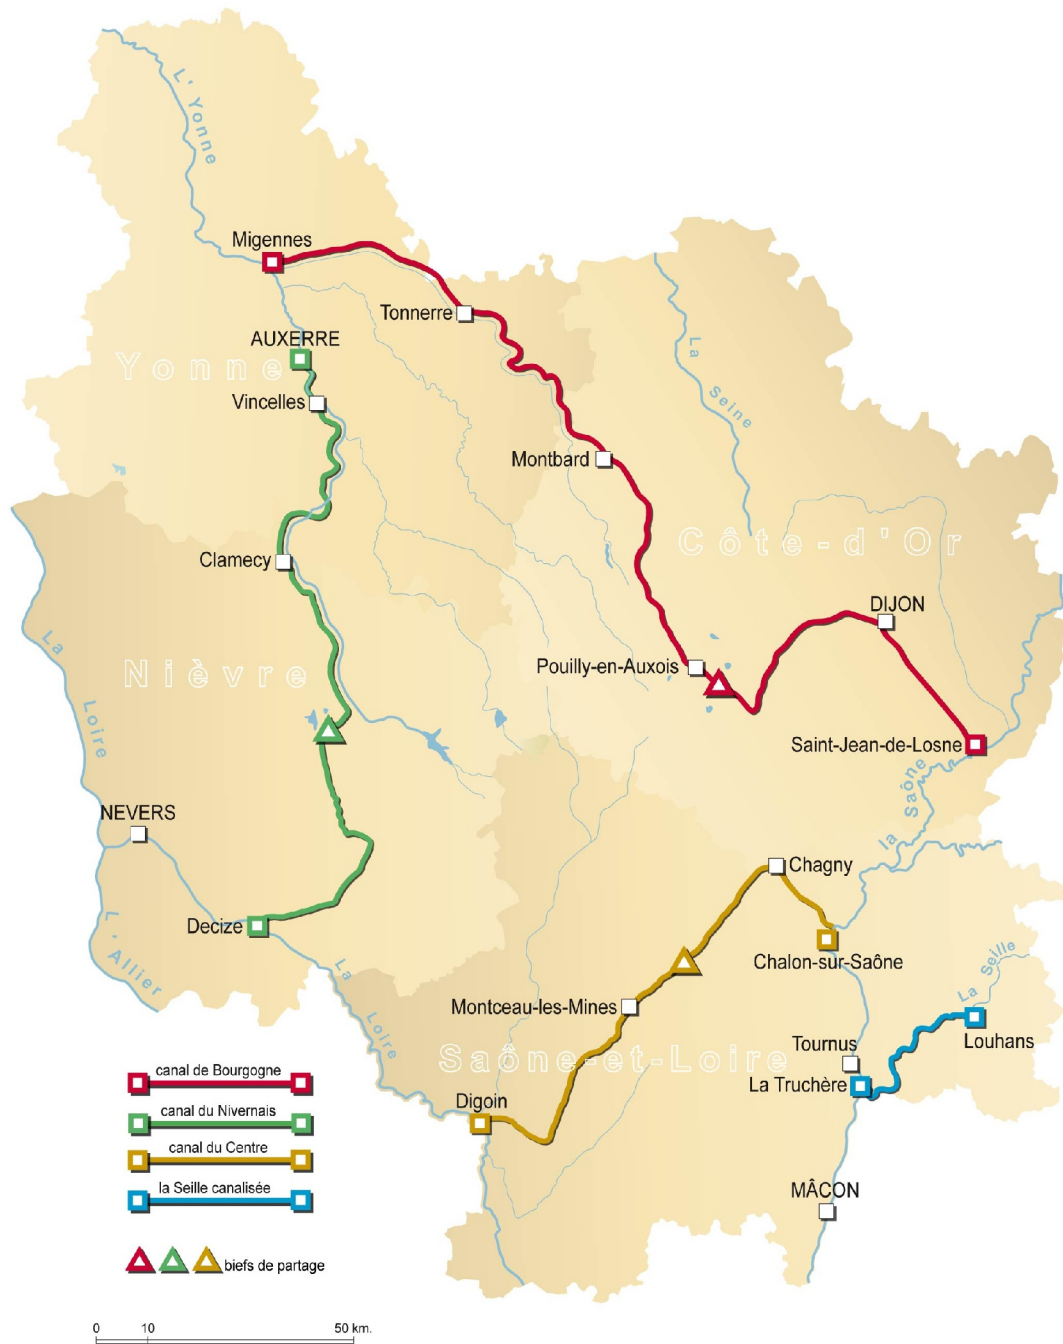 L'Yonne
Migennes
Tonnerre
AUXERRE
Yonne
Vincelles
La Seine
Montbard
Côte-d'Or
Clamecy
DIJON
La Loire
Nièvre
Pouilly-en-Auxois
Saint-Jean-de-Losne
la Saône
NEVERS
Chagny
L'Allier
Decize
Chalon-sur-Saône
La Loire
La Seille
Montceau-les-Mines
Louhans
Saône-et-Loire
Tournus
La Truchère
Digoin
MÂCON
canal de Bourgogne
canal du Nivernais
canal du Centre
la Seille canalisée
biefs de partage
0 10 50 km.